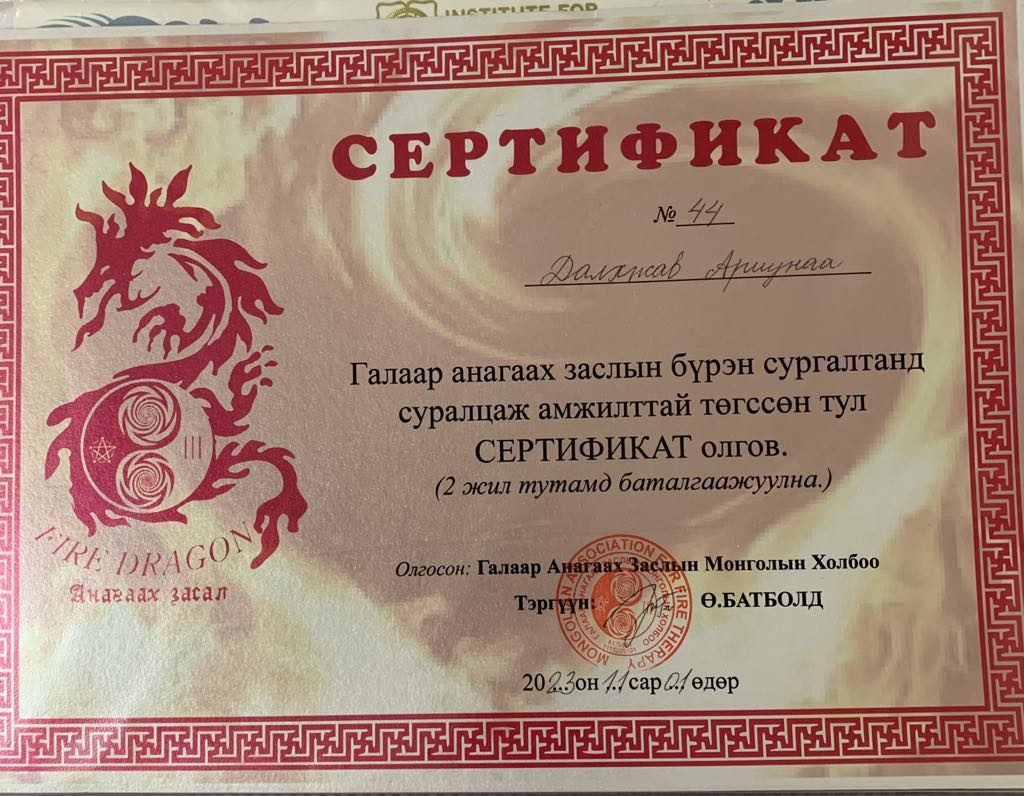 INSTITUTE FOR
СЕРТИФИКАТ
№ 44
Далхжав Ариунаа
Галаар анагаах заслын бүрэн сургалтанд
суралцаж амжилттай төгссөн тул
СЕРТИФИКАТ олгов.
(2 жил тутамд баталгаажуулна.)
FIRE DRAGON
Анагаах засал
Олгосон: Галаар Анагаах Заслын Монголын Холбоо
Тэргүүн: Ө.БАТБОЛД
MONGOLIAN ASSOCIATION FOR FIRE THERAPY
2023 он 11 сар 01 өдөр